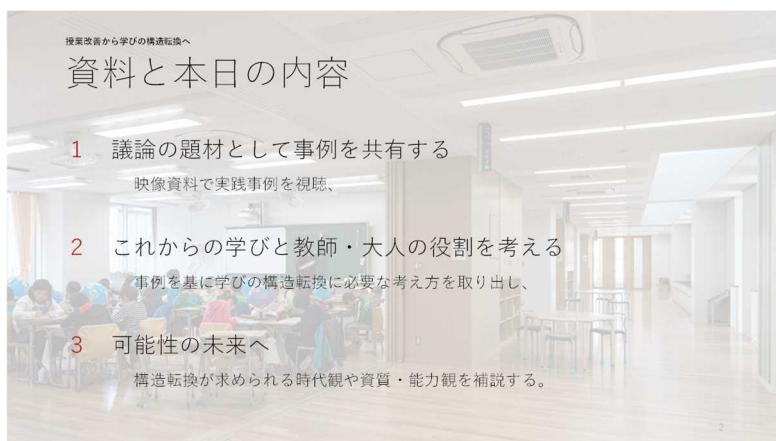 授業改善から学びの構造転換へ
資料と本日の内容
1 議論の題材として事例を共有する
映像資料で実践事例を視聴、
2 これからの学びと教師・大人の役割を考える
事例を基に学びの構造転換に必要な考え方を取り出し、
3 可能性の未来へ
構造転換が求められる時代観や資質・能力観を補説する。
2